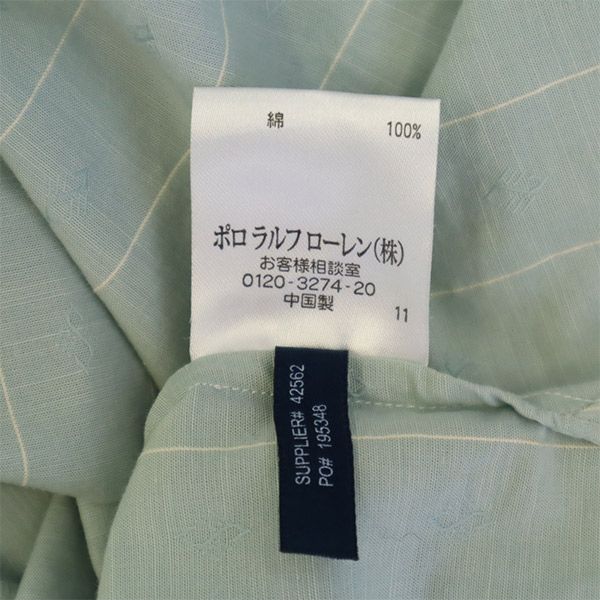 綿 100%
ポロ ラルフ ローレン(株)
お客様相談室
0120-3274-20
中国製
11
SUPPLIER# 42562
PO# 195348